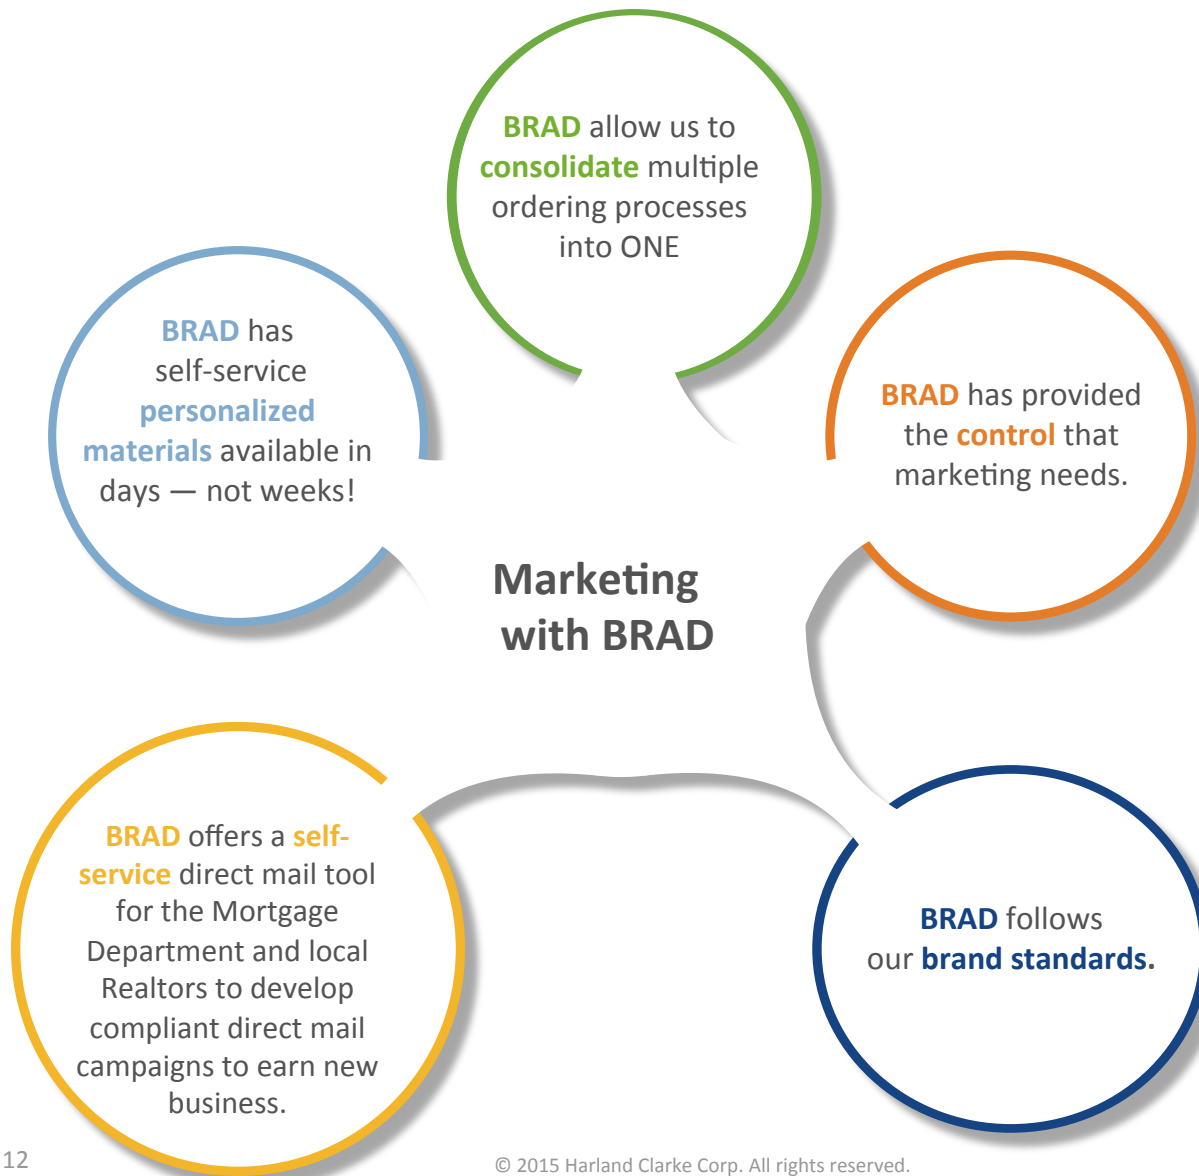 BRAD allow us to
consolidate multiple
ordering processes
into ONE
BRAD has
self-service
personalized
materials available in
days — not weeks!
BRAD has provided
the control that
marketing needs.
Marketing
with BRAD
BRAD offers a self-
service direct mail tool
for the Mortgage
Department and local
Realtors to develop
compliant direct mail
campaigns to earn new
business.
BRAD follows
our brand standards.
12
© 2015 Harland Clarke Corp. All rights reserved.